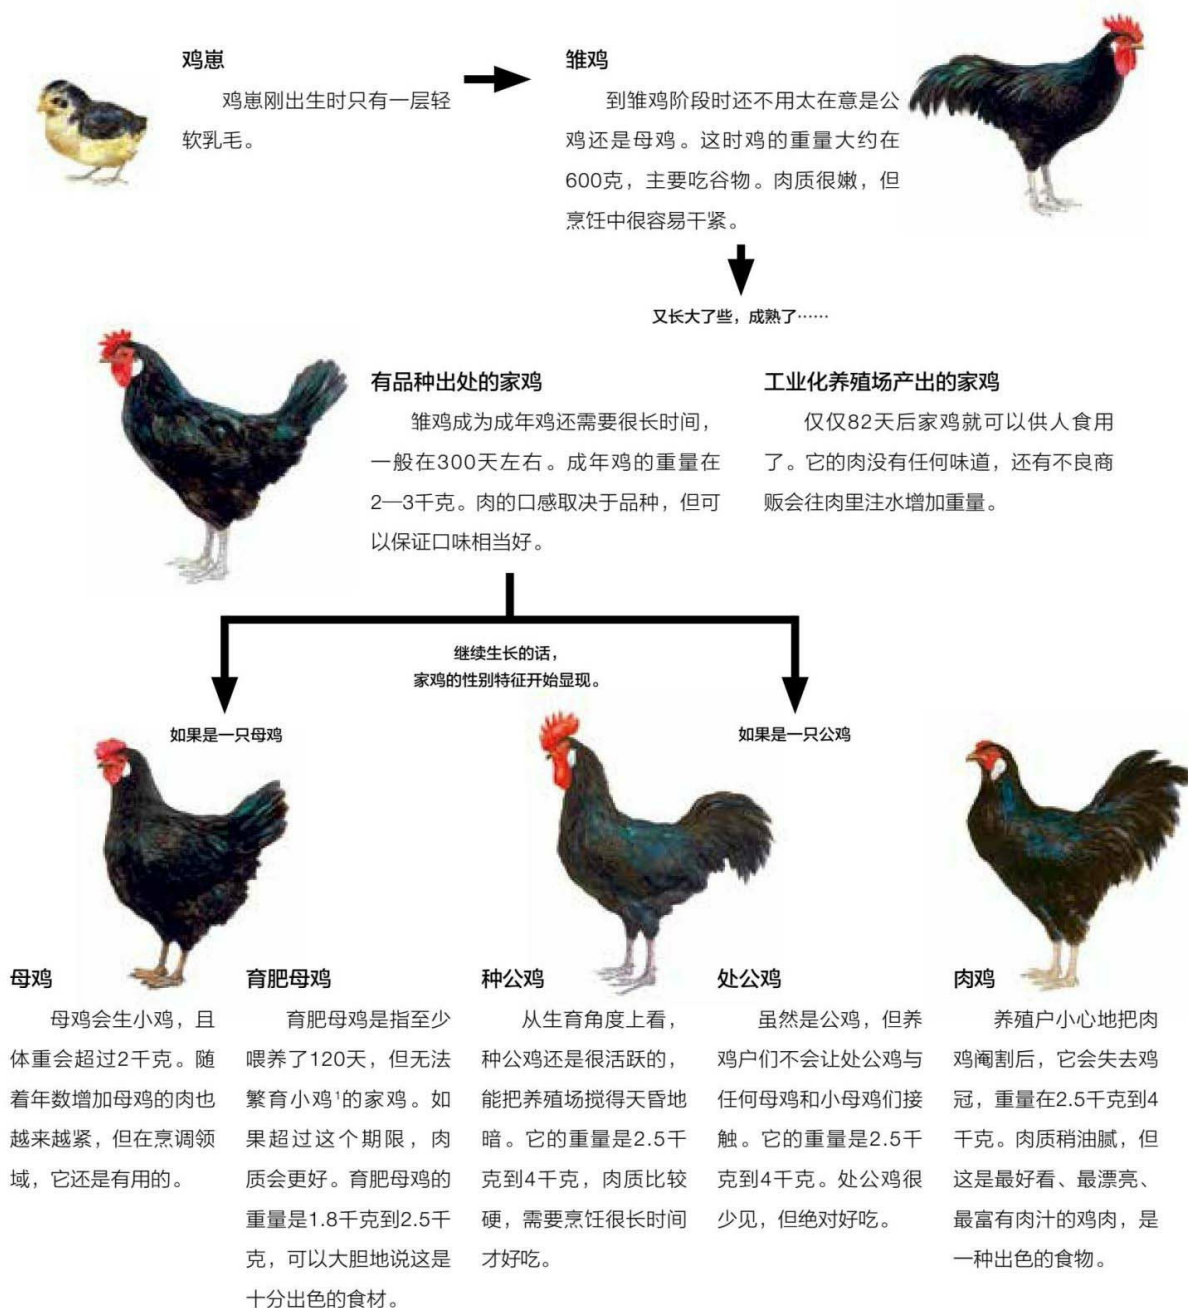 鸡崽
鸡崽刚出生时只有一层轻
软乳毛。
雏鸡
到雏鸡阶段时还不用太在意是公
鸡还是母鸡。这时鸡的重量大约在
600克，主要吃谷物。肉质很嫩，但
烹饪中很容易干紧。
又长大了些，成熟了……
有品种出处的家鸡
雏鸡成为成年鸡还需要很长时间，
一般在300天左右。成年鸡的重量在
2—3千克。肉的口感取决于品种，但可
以保证口味相当好。
工业化养殖场产出的家鸡
仅仅82天后家鸡就可以供人食用
了。它的肉没有任何味道，还有不良商
贩会往肉里注水增加重量。
继续生长的话，
家鸡的性别特征开始显现。
如果是一只母鸡
如果是一只公鸡
母鸡
母鸡会生小鸡，且
体重会超过2千克。随
着年数增加母鸡的肉也
越来越紧，但在烹调领
域，它还是有用的。
育肥母鸡
育肥母鸡是指至少
喂养了120天，但无法
繁育小鸡¹的家鸡。如
果超过这个期限，肉
质会更好。育肥母鸡的
重量是1.8千克到2.5千
克，可以大胆地说这是
十分出色的食材。
种公鸡
从生育角度上看，
种公鸡还是很活跃的，
能把养殖场搅得天昏地
暗。它的重量是2.5千
克到4千克，肉质比较
硬，需要烹饪很长时间
才好吃。
处公鸡
虽然是公鸡，但养
鸡户们不会让处公鸡与
任何母鸡和小母鸡们接
触。它的重量是2.5千
克到4千克。处公鸡很
少见，但绝对好吃。
肉鸡
养殖户小心地把肉
鸡阉割后，它会失去鸡
冠，重量在2.5千克到4
千克。肉质稍油腻，但
这是最好看、最漂亮、
最富有肉汁的鸡肉，是
一种出色的食物。